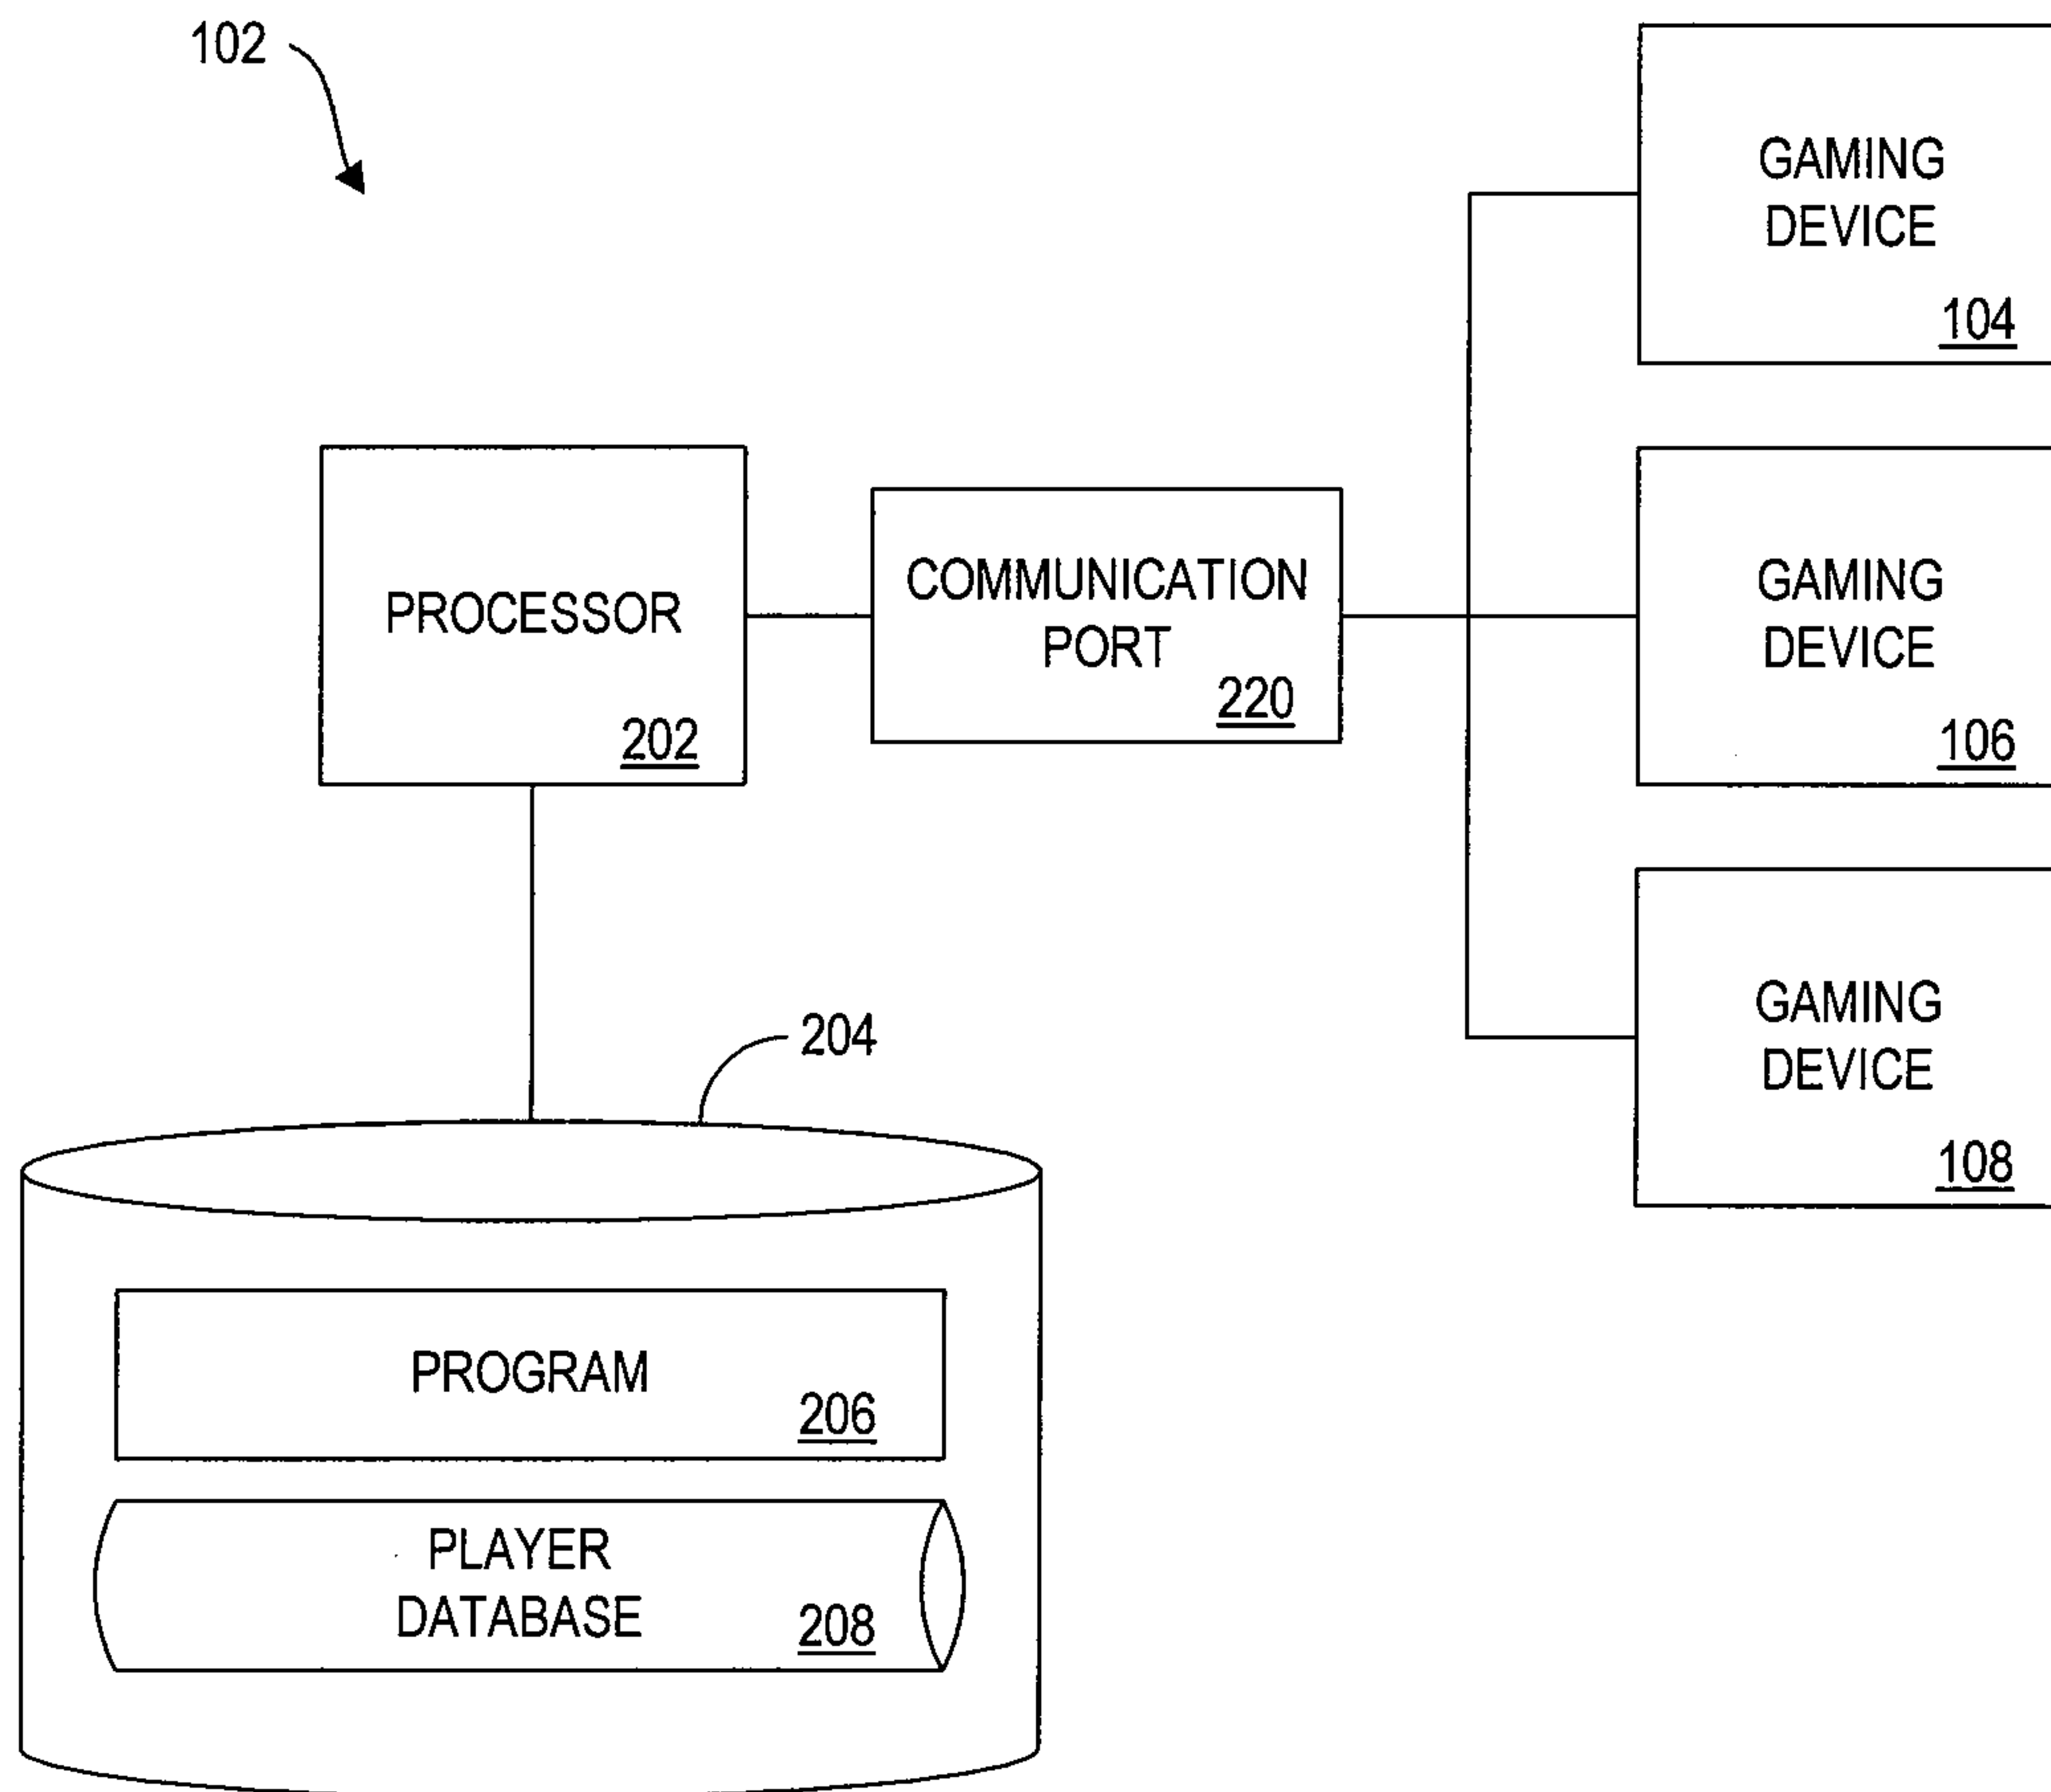 102
GAMING
DEVICE
104
PROCESSOR
202
COMMUNICATION
PORT
220
GAMING
DEVICE
106
GAMING
DEVICE
108
204
PROGRAM
206
PLAYER
DATABASE
208